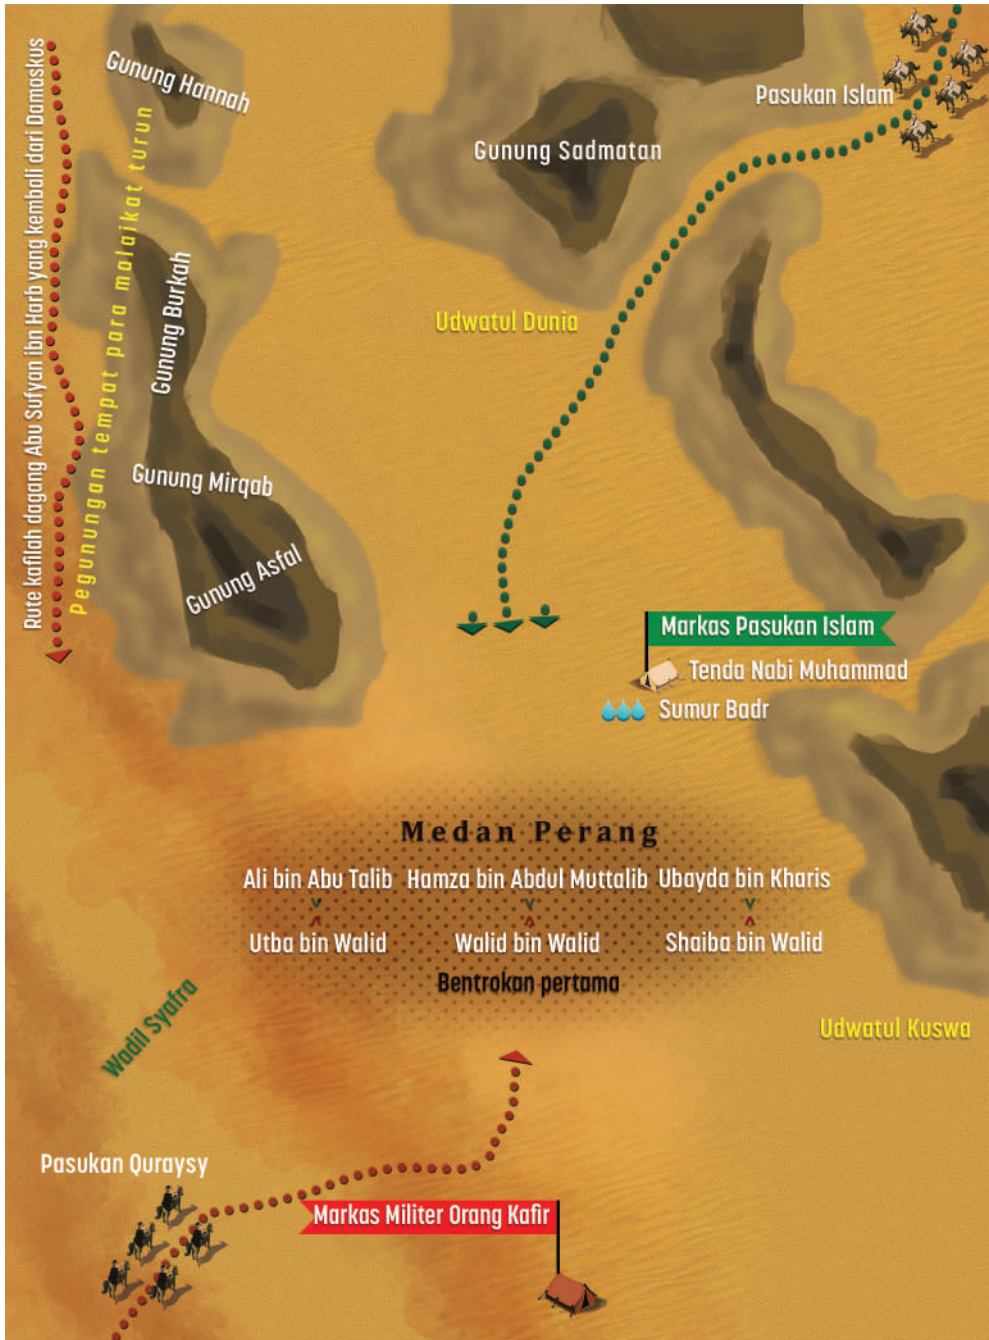 Rute kafilah dagang Abu Sufyan ibn Harb yang kembali dari Damaskus
Pegunungan tempat para malaikat turun
Gunung Hannah
Gunung Burkah
Gunung Mirqab
Gunung Asfal
Gunung Sadmatan
Pasukan Islam
Udwatul Dunia
Markas Pasukan Islam
Tenda Nabi Muhammad
Sumur Badr
Medan Perang
Ali bin Abu Talib Hamza bin Abdul Muttalib Ubayda bin Kharis
Utba bin Walid Walid bin Walid Shaiba bin Walid
Bentrokan pertama
Wadil Syafra
Udwatul Kuswa
Pasukan Quraysy
Markas Militer Orang Kafir